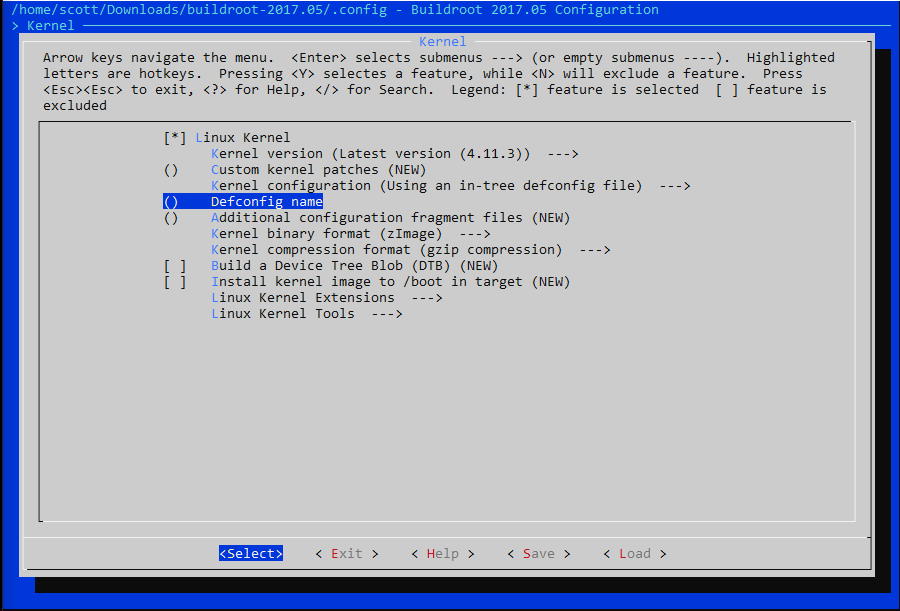 /home/scott/Downloads/buildroot-2017.05/.config - Buildroot 2017.05 Configuration
> Kernel
Kernel
Arrow keys navigate the menu.  <Enter> selects submenus ---> (or empty submenus ----).  Highlighted
letters are hotkeys.  Pressing <Y> selectes a feature, while <N> will exclude a feature.  Press
<Esc><Esc> to exit, <?> for Help, </> for Search.  Legend: [*] feature is selected  [ ] feature is
excluded
[*] Linux Kernel
Kernel version (Latest version (4.11.3))  --->
()    Custom kernel patches (NEW)
Kernel configuration (Using an in-tree defconfig file)  --->
()    Defconfig name
()    Additional configuration fragment files (NEW)
Kernel binary format (zImage)  --->
Kernel compression format (gzip compression)  --->
[ ]   Build a Device Tree Blob (DTB) (NEW)
[ ]   Install kernel image to /boot in target (NEW)
Linux Kernel Extensions  --->
Linux Kernel Tools  --->
<Select>    < Exit >    < Help >    < Save >    < Load >